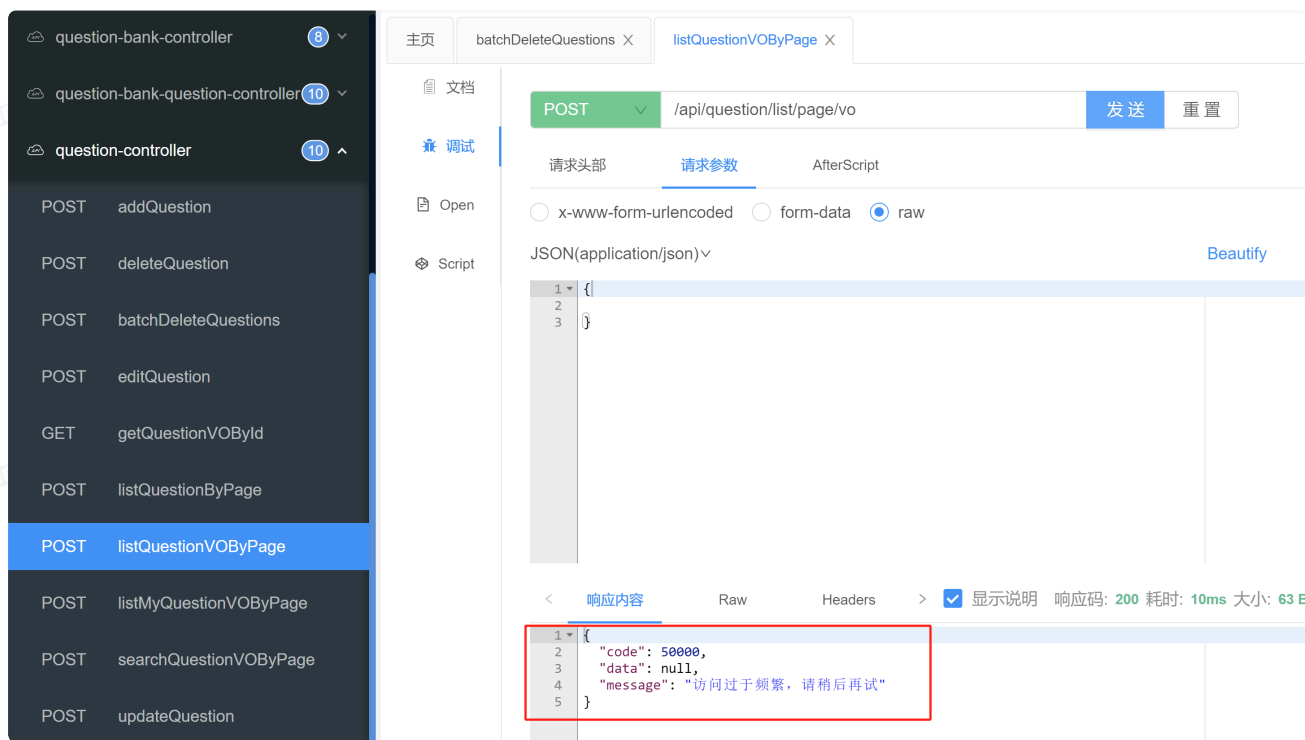 question-bank-controller 8
question-bank-question-controller 10
question-controller 10
POST addQuestion
POST deleteQuestion
POST batchDeleteQuestions
POST editQuestion
GET getQuestionVOById
POST listQuestionByPage
POST listQuestionVOByPage
POST listMyQuestionVOByPage
POST searchQuestionVOByPage
POST updateQuestion
主页 batchDeleteQuestions listQuestionVOByPage
文档
调试
Open
Script
POST /api/question/list/page/vo 发送 重置
请求头部 请求参数 AfterScript
x-www-form-urlencoded form-data raw
JSON(application/json) Beautify
1 {
2
3 }
响应内容 Raw Headers 显示说明 响应码: 200 耗时: 10ms 大小: 63
1 {
2 "code": 50000,
3 "data": null,
4 "message": "访问过于频繁，请稍后再试"
5 }